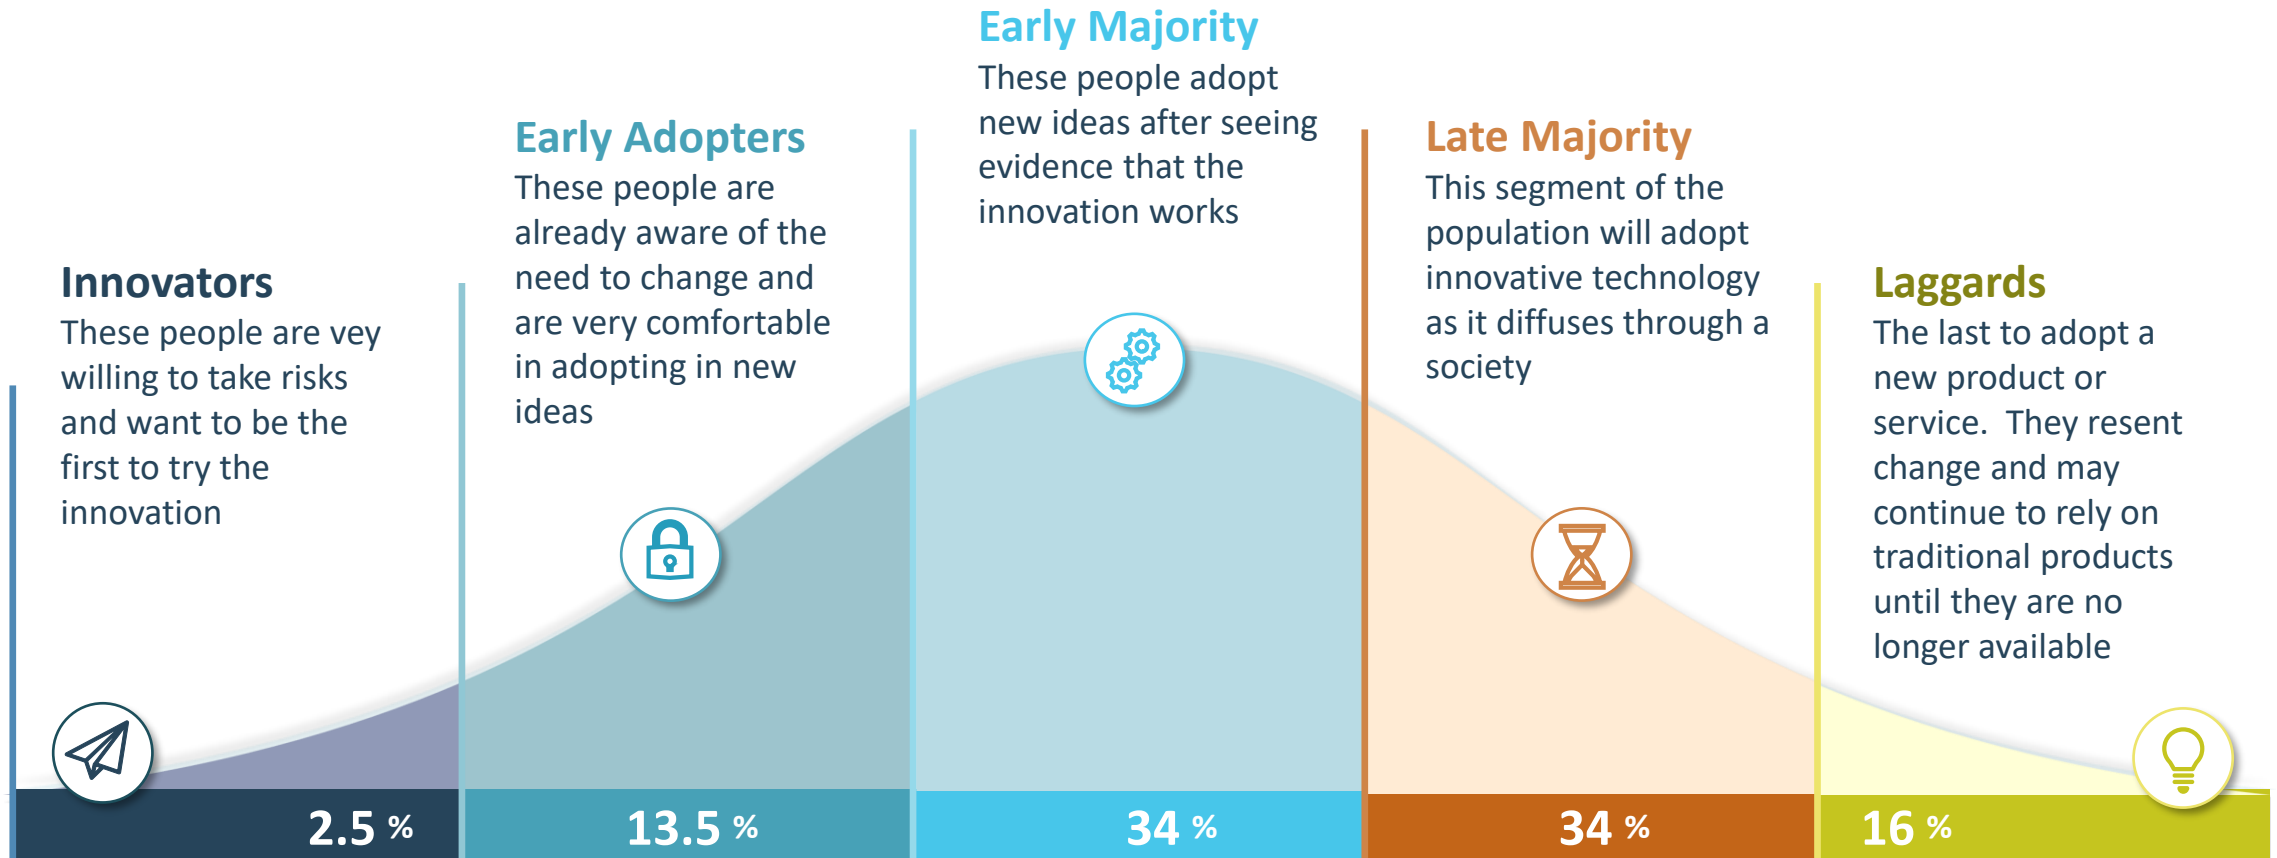 Innovators
These people are vey
willing to take risks
and want to be the
first to try the
innovation
Early Adopters
These people are
already aware of the
need to change and
are very comfortable
in adopting in new
ideas
Early Majority
These people adopt
new ideas after seeing
evidence that the
innovation works
Late Majority
This segment of the
population will adopt
innovative technology
as it diffuses through a
society
Laggards
The last to adopt a
new product or
service.  They resent
change and may
continue to rely on
traditional products
until they are no
longer available
2.5 %
13.5 %
34 %
34 %
16 %